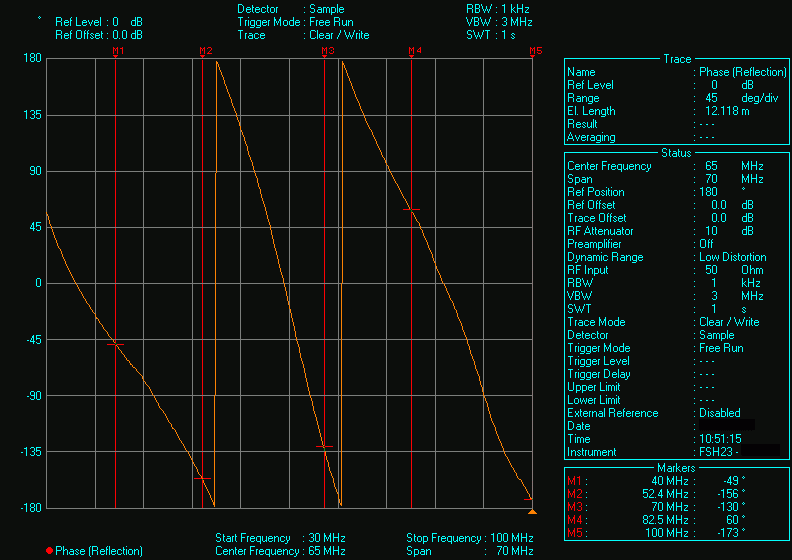 ° Detector : Sample RBW : 1 kHz
Ref Level : 0 dB Trigger Mode : Free Run VBW : 3 MHz
Ref Offset : 0.0 dB Trace : Clear / Write SWT : 1 s
M1 M2 M3 M4 M5
180
135
90
45
0
-45
-90
-135
-180
Start Frequency : 30 MHz Stop Frequency : 100 MHz
Phase (Reflection) Center Frequency : 65 MHz Span : 70 MHz
Trace
Name : Phase (Reflection)
Ref Level : 0 dB
Range : 45 deg/div
El. Length : 12.118 m
Result : - - -
Averaging : - - -
Status
Center Frequency : 65 MHz
Span : 70 MHz
Ref Position : 180 °
Ref Offset : 0.0 dB
Trace Offset : 0.0 dB
RF Attenuator : 10 dB
Preamplifier : Off
Dynamic Range : Low Distortion
RF Input : 50 Ohm
RBW : 1 kHz
VBW : 3 MHz
SWT : 1 s
Trace Mode : Clear / Write
Detector : Sample
Trigger Mode : Free Run
Trigger Level : - - -
Trigger Delay : - - -
Upper Limit : - - -
Lower Limit : - - -
External Reference : Disabled
Date :
Time : 10:51:15
Instrument : FSH23 -
Markers
M1 : 40 MHz : -49 °
M2 : 52.4 MHz : -156 °
M3 : 70 MHz : -130 °
M4 : 82.5 MHz : 60 °
M5 : 100 MHz : -173 °